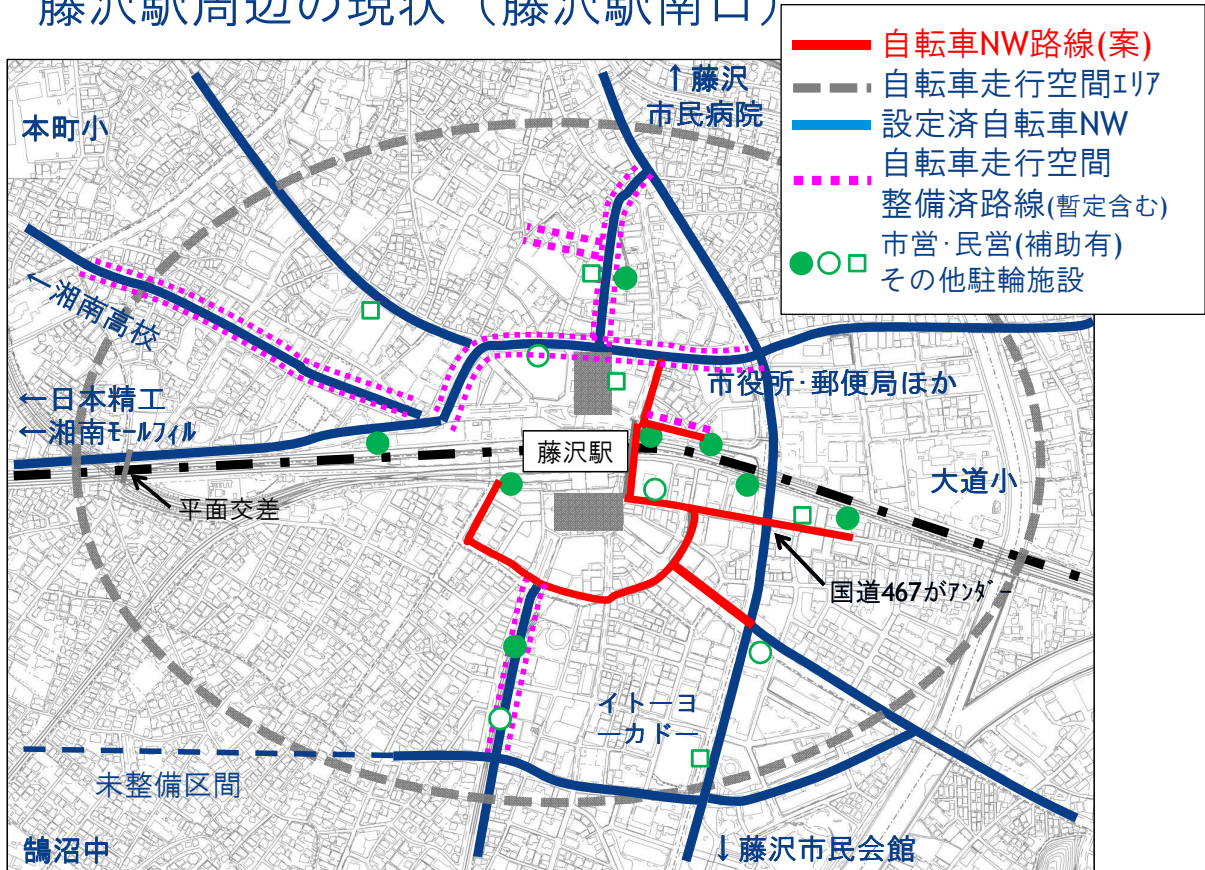 藤沢駅周辺の現状（藤沢駅南口）
自転車NW路線(案)
自転車走行空間ｴﾘｱ
設定済自転車NW
自転車走行空間
整備済路線(暫定含む)
市営･民営(補助有)
その他駐輪施設
↑藤沢
市民病院
本町小
←湘南高校
←日本精工
←湘南ﾓｰﾙﾌｨﾙ
市役所･郵便局ほか
藤沢駅
大道小
平面交差
国道467がｱﾝﾀﾞｰ
イトーヨ
ーカドー
未整備区間
鵠沼中
↓藤沢市民会館